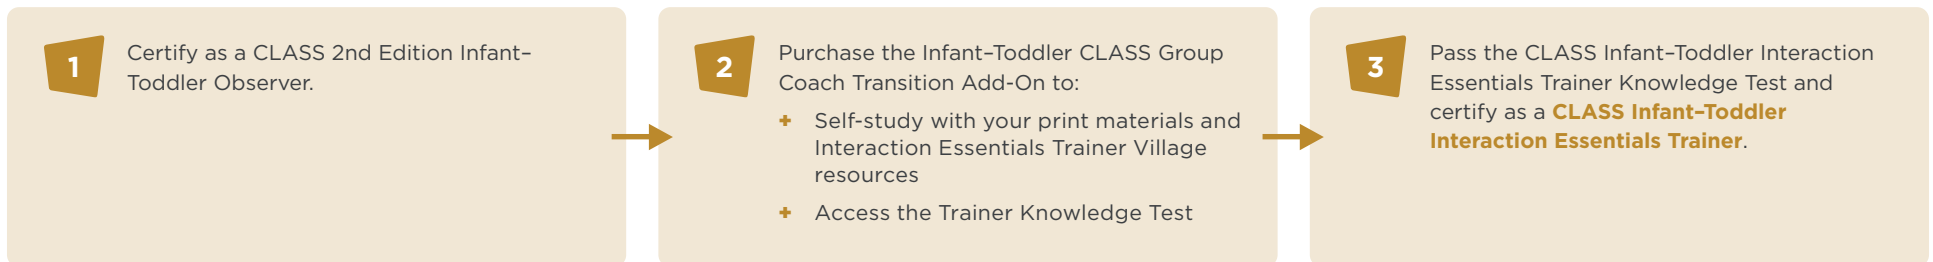 1
Certify as a CLASS 2nd Edition Infant–
Toddler Observer.
2
Purchase the Infant–Toddler CLASS Group
Coach Transition Add-On to:
+ Self-study with your print materials and
Interaction Essentials Trainer Village
resources
+ Access the Trainer Knowledge Test
3
Pass the CLASS Infant–Toddler Interaction
Essentials Trainer Knowledge Test and
certify as a CLASS Infant–Toddler
Interaction Essentials Trainer.